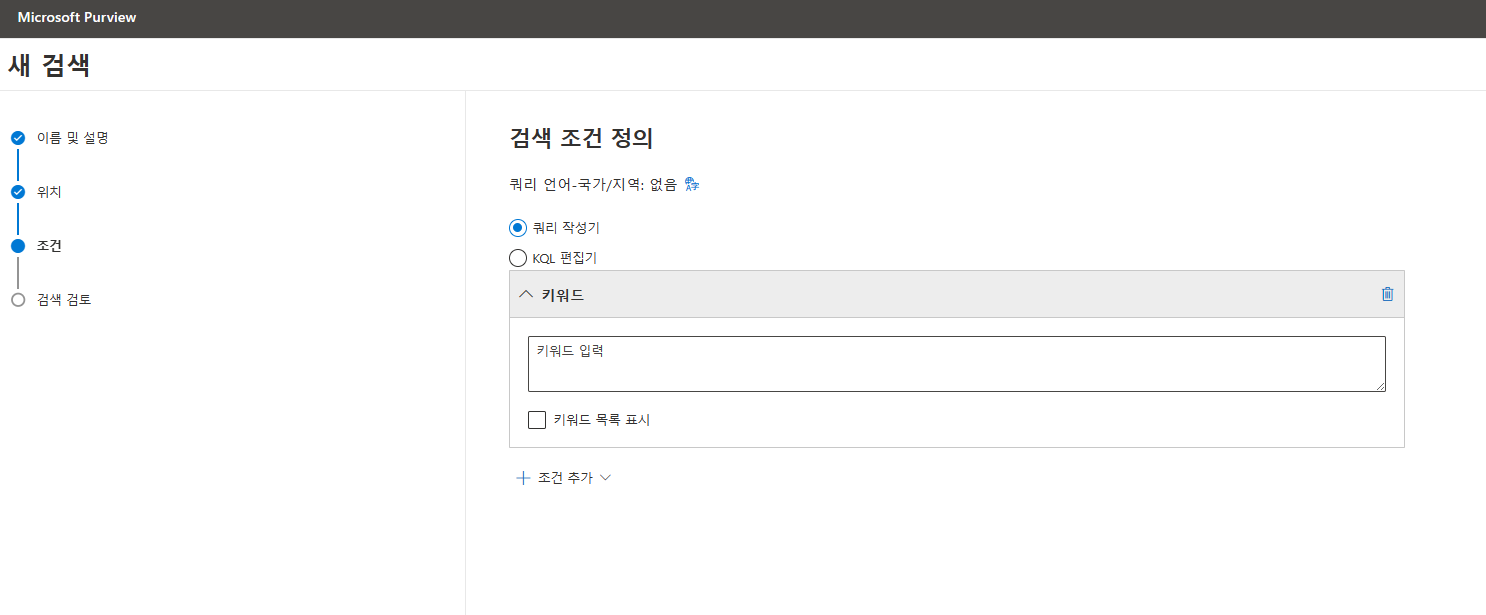 Microsoft Purview
새 검색
이름 및 설명
위치
조건
검색 검토
검색 조건 정의
쿼리 언어-국가/지역: 없음
쿼리 작성기
KQL 편집기
키워드
키워드 입력
키워드 목록 표시
조건 추가